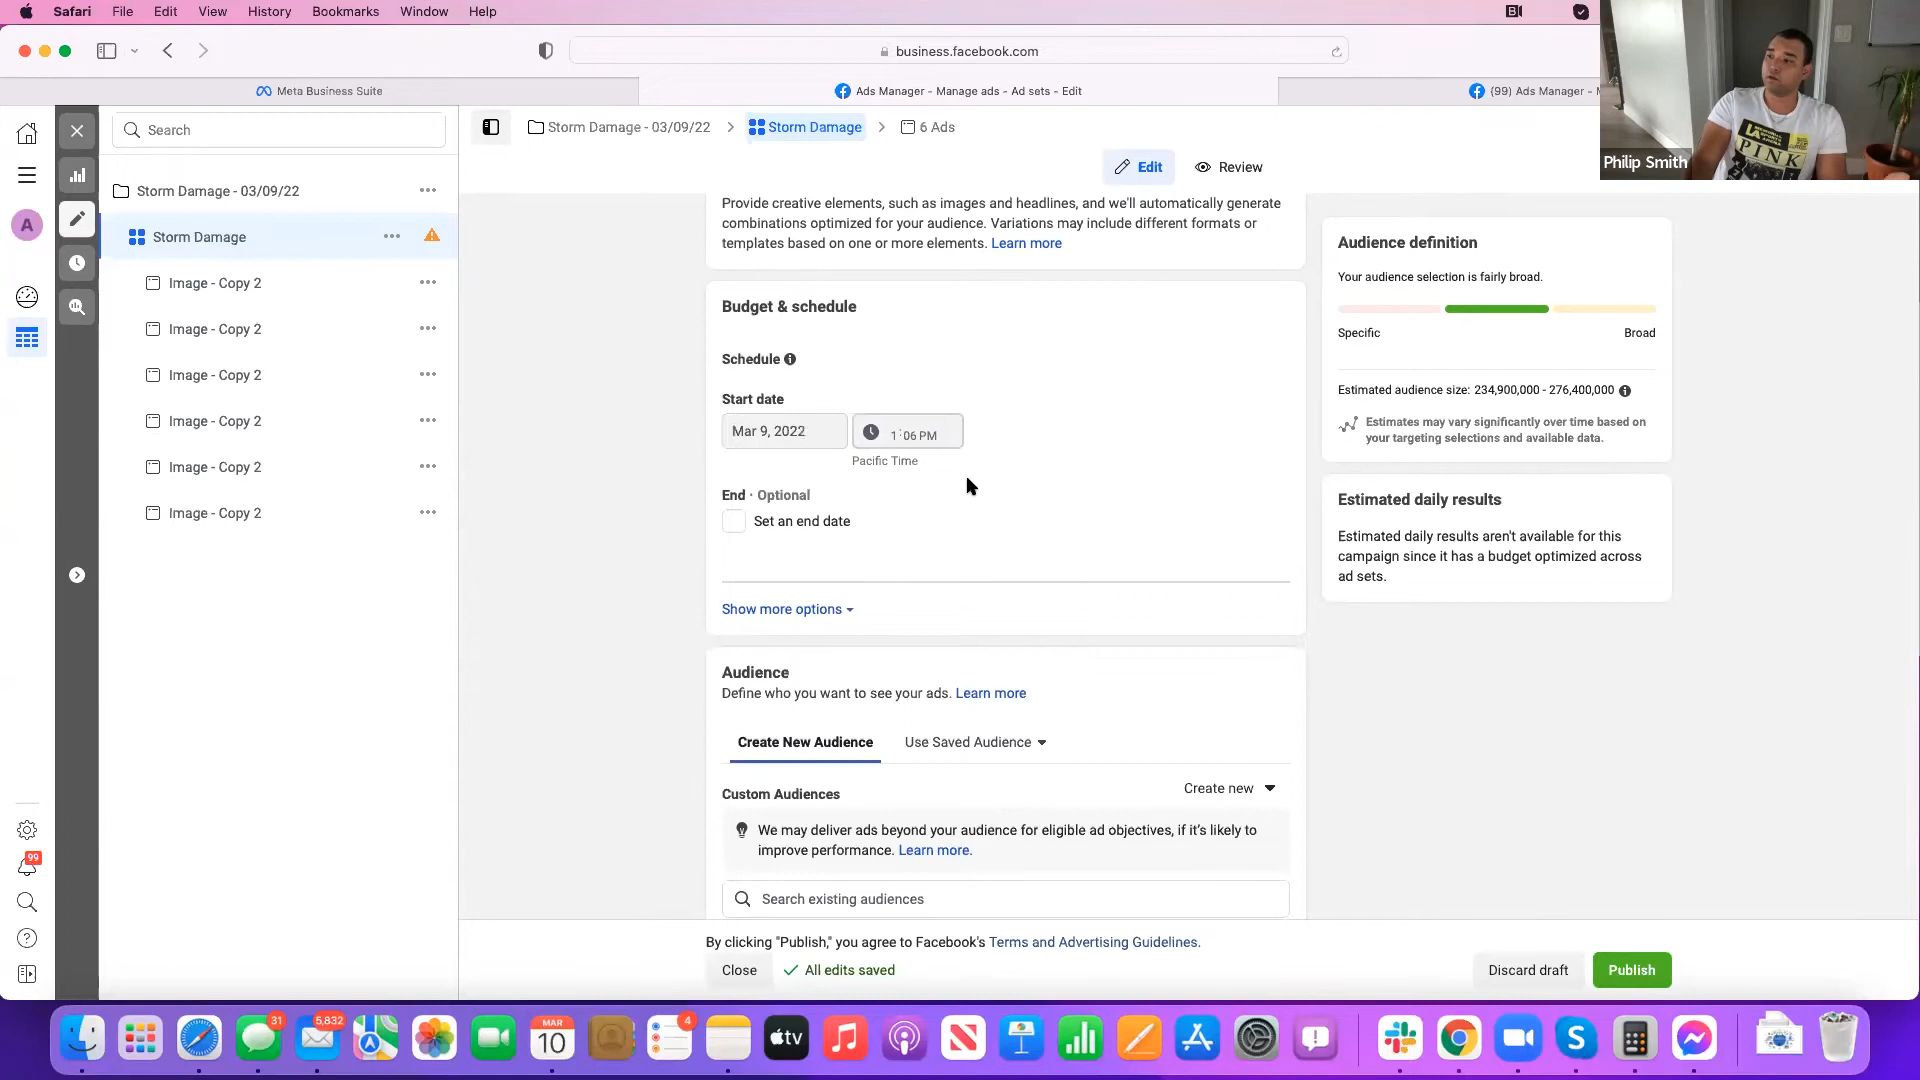 Safari File Edit View History Bookmarks Window Help
business.facebook.com
Meta Business Suite
Ads Manager - Manage ads - Ad sets - Edit
(99) Ads Manager -
Philip Smith
Search
Storm Damage - 03/09/22 > Storm Damage > 6 Ads
Edit Review
A
Storm Damage - 03/09/22
Storm Damage
Image - Copy 2
Image - Copy 2
Image - Copy 2
Image - Copy 2
Image - Copy 2
Image - Copy 2
99
Provide creative elements, such as images and headlines, and we'll automatically generate
combinations optimized for your audience. Variations may include different formats or
templates based on one or more elements. Learn more
Budget & schedule
Schedule
Start date
Mar 9, 2022
1:06 PM
Pacific Time
End · Optional
Set an end date
Show more options
Audience
Define who you want to see your ads. Learn more
Create New Audience Use Saved Audience
Custom Audiences
Create new
We may deliver ads beyond your audience for eligible ad objectives, if it's likely to
improve performance. Learn more.
Search existing audiences
Audience definition
Your audience selection is fairly broad.
Specific Broad
Estimated audience size: 234,900,000 - 276,400,000
Estimates may vary significantly over time based on
your targeting selections and available data.
Estimated daily results
Estimated daily results aren't available for this
campaign since it has a budget optimized across
ad sets.
By clicking "Publish," you agree to Facebook's Terms and Advertising Guidelines.
Close All edits saved
Discard draft Publish
31
5,832
MAR
10
4
tv
PINK